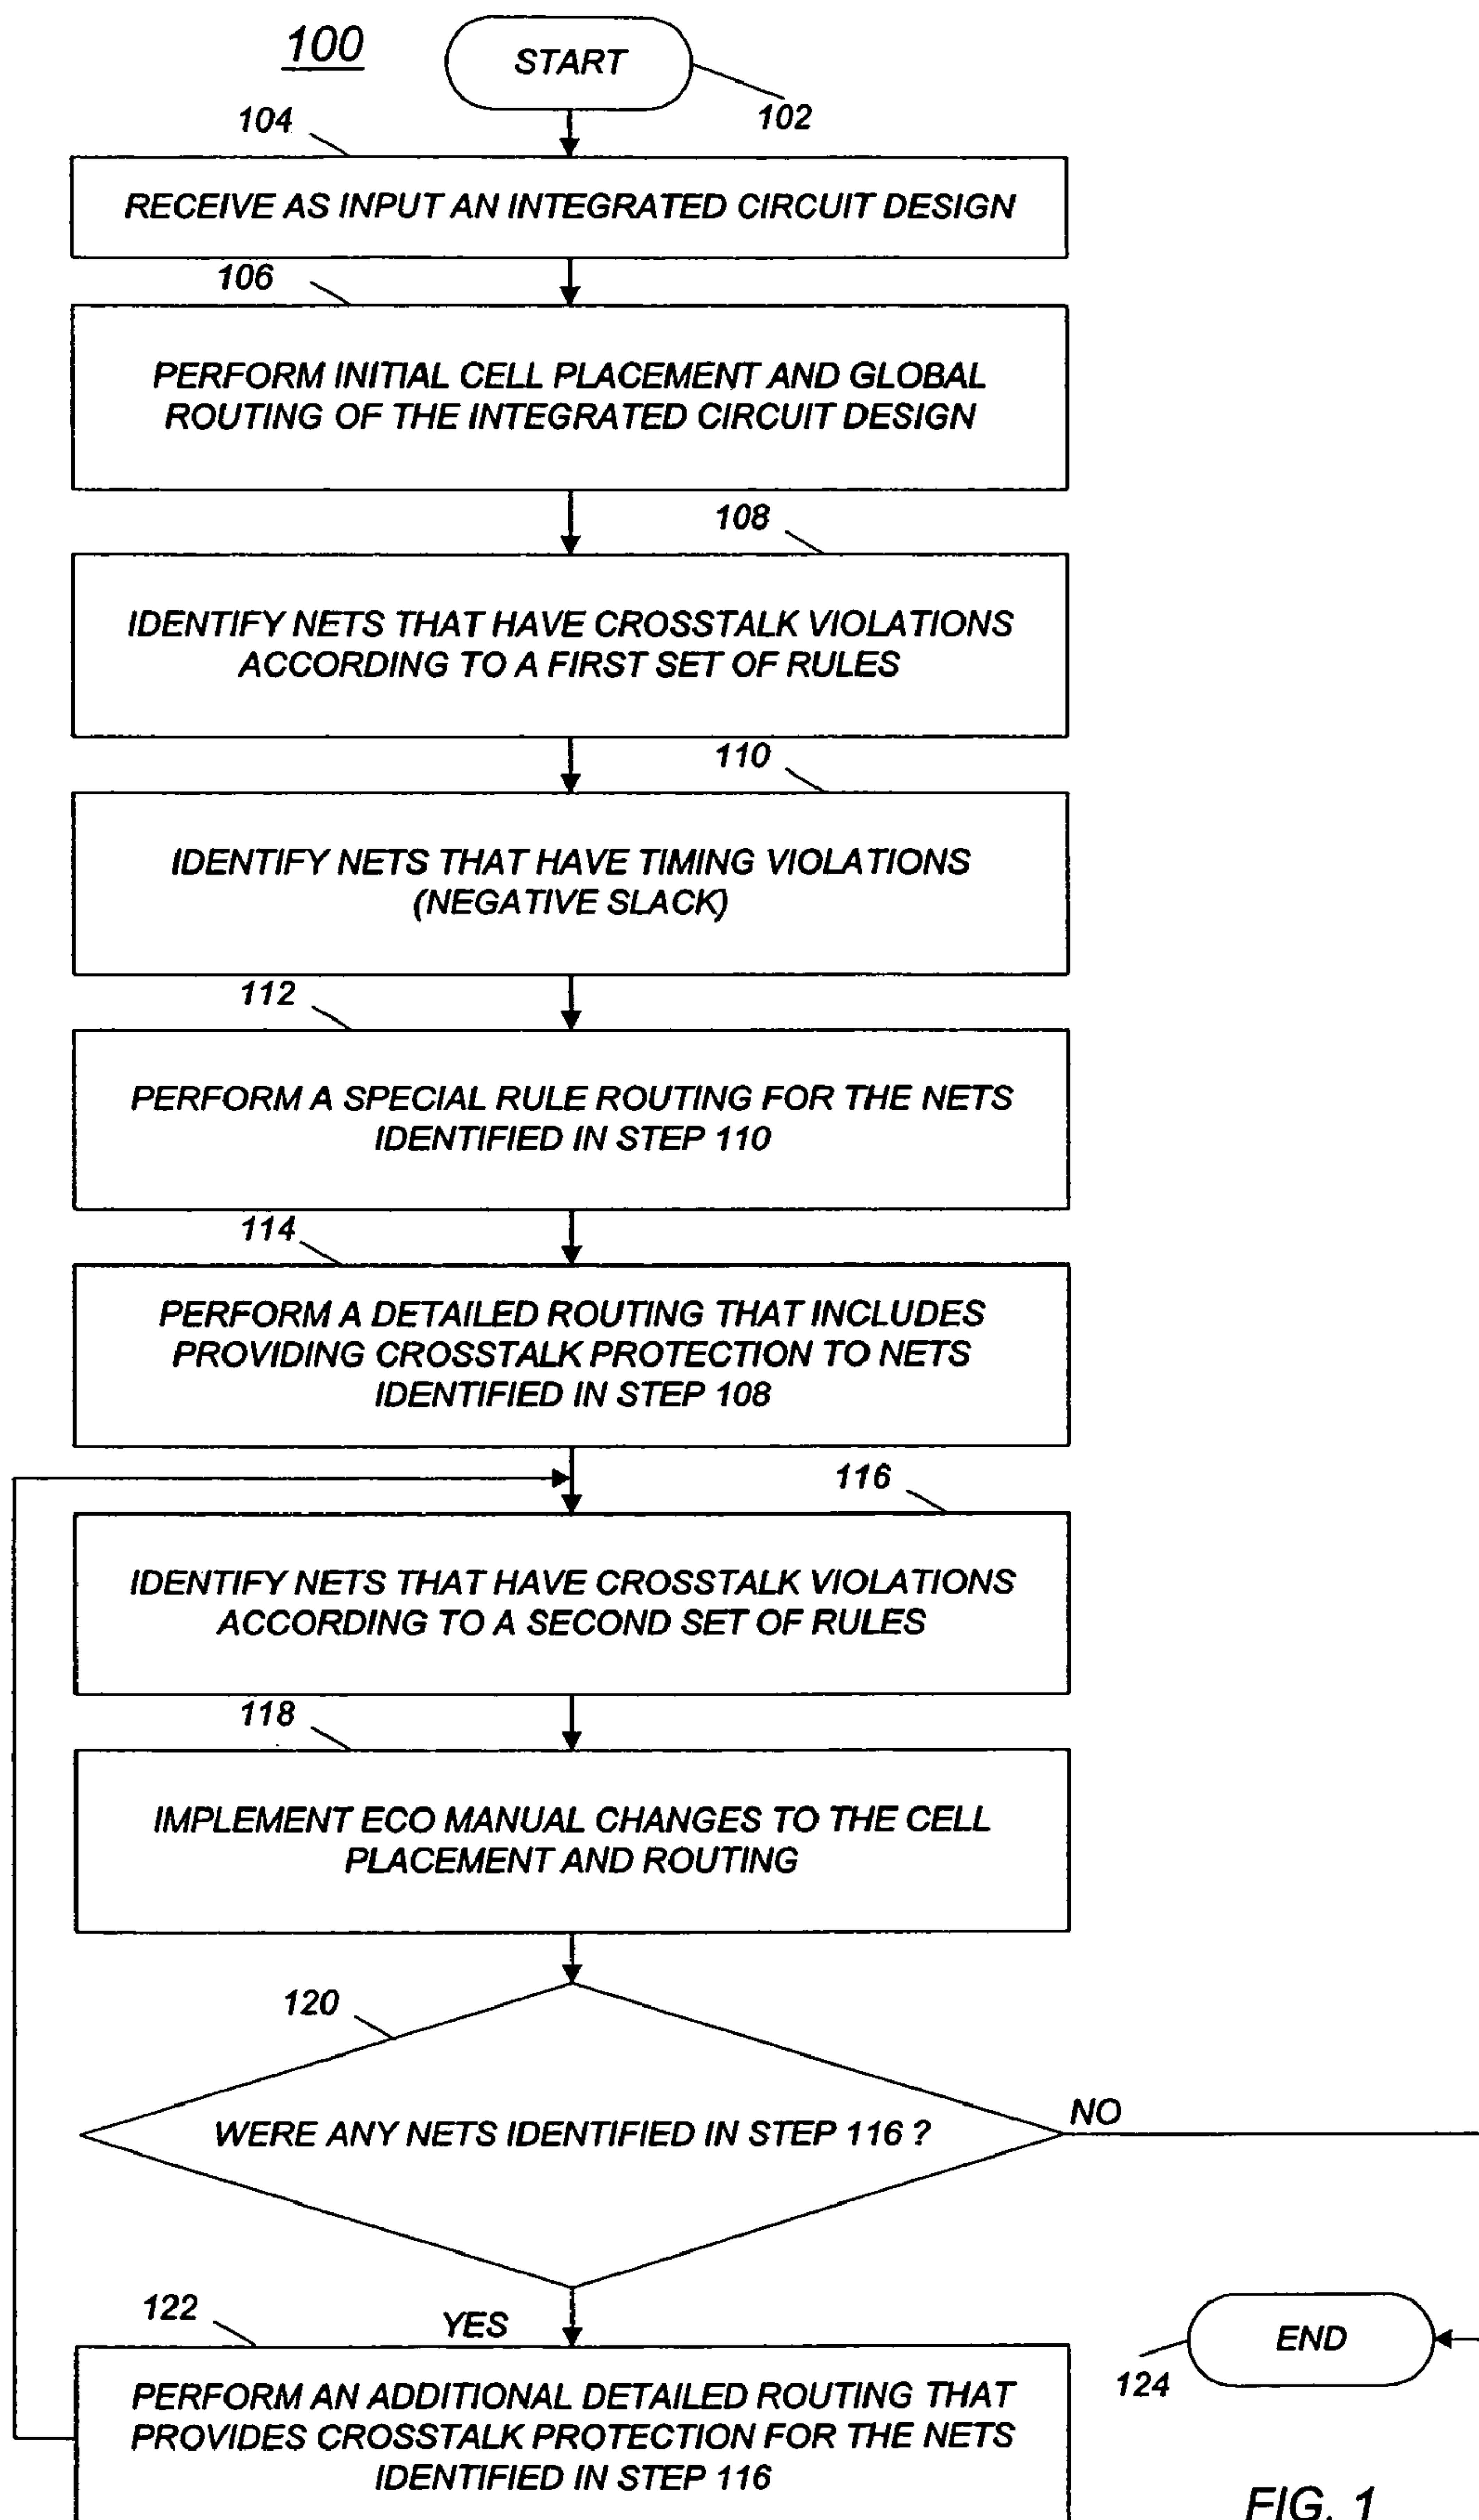 100
START
102
104
RECEIVE AS INPUT AN INTEGRATED CIRCUIT DESIGN
106
PERFORM INITIAL CELL PLACEMENT AND GLOBAL
ROUTING OF THE INTEGRATED CIRCUIT DESIGN
108
IDENTIFY NETS THAT HAVE CROSSTALK VIOLATIONS
ACCORDING TO A FIRST SET OF RULES
110
IDENTIFY NETS THAT HAVE TIMING VIOLATIONS
(NEGATIVE SLACK)
112
PERFORM A SPECIAL RULE ROUTING FOR THE NETS
IDENTIFIED IN STEP 110
114
PERFORM A DETAILED ROUTING THAT INCLUDES
PROVIDING CROSSTALK PROTECTION TO NETS
IDENTIFIED IN STEP 108
116
IDENTIFY NETS THAT HAVE CROSSTALK VIOLATIONS
ACCORDING TO A SECOND SET OF RULES
118
IMPLEMENT ECO MANUAL CHANGES TO THE CELL
PLACEMENT AND ROUTING
120
WERE ANY NETS IDENTIFIED IN STEP 116 ?
NO
YES
122
PERFORM AN ADDITIONAL DETAILED ROUTING THAT
PROVIDES CROSSTALK PROTECTION FOR THE NETS
IDENTIFIED IN STEP 116
END
124
FIG. 1